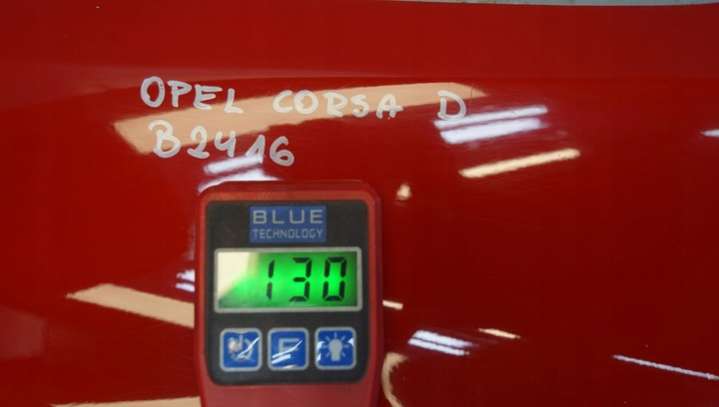 OPEL CORSA D
B2416
BLUE
TECHNOLOGY
130
F